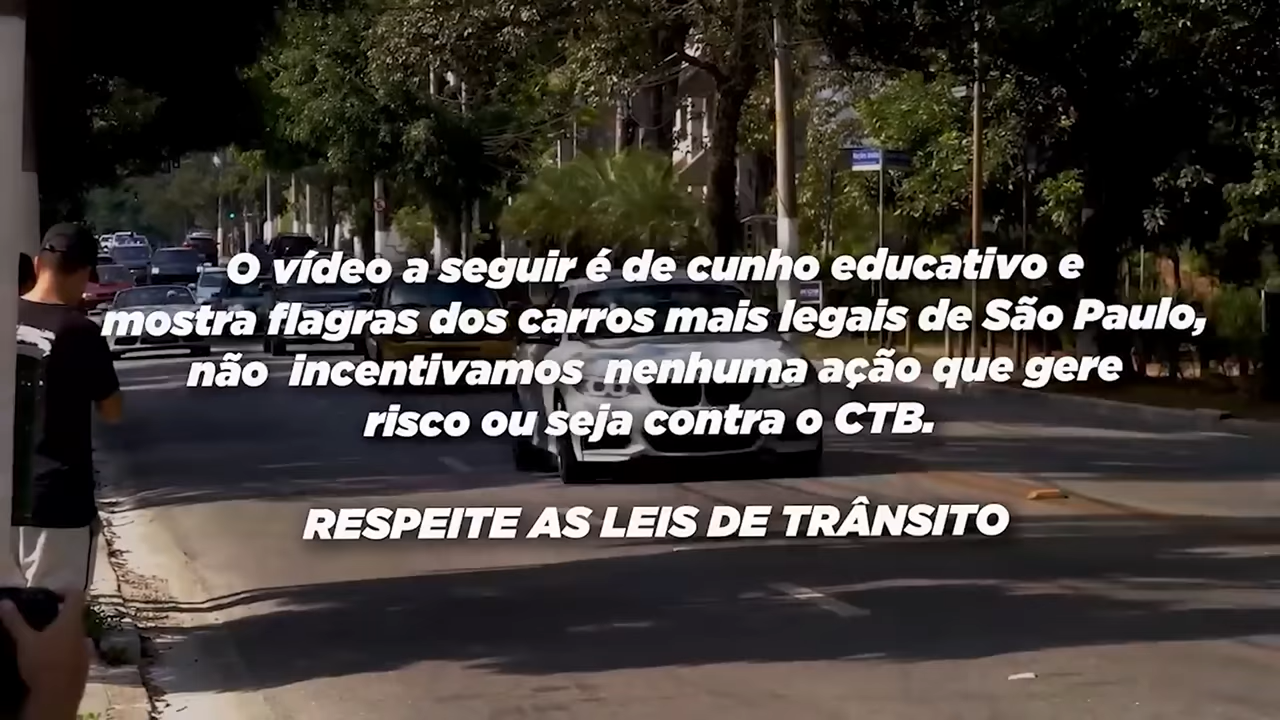 O vídeo a seguir é de cunho educativo e
mostra flagras dos carros mais legais de São Paulo,
não incentivamos nenhuma ação que gere
risco ou seja contra o CTB.
RESPEITE AS LEIS DE TRÂNSITO